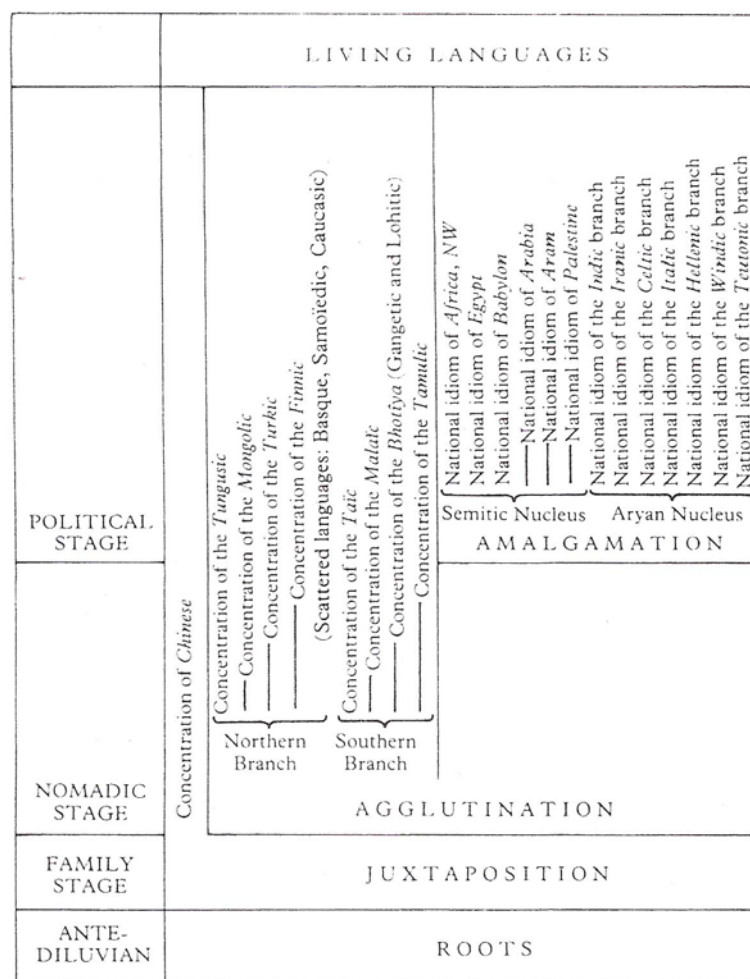 LIVING LANGUAGES
POLITICAL
STAGE
Concentration of Chinese
Concentration of the Tungusic
Concentration of the Mongolic
Concentration of the Turkic
Concentration of the Finnic
(Scattered languages: Basque, Samoïedic, Caucasic)
Northern
Branch
Concentration of the Taïc
Concentration of the Malaïc
Concentration of the Bhotïya (Gangetic and Lohitic)
Concentration of the Tamulic
Southern
Branch
National idiom of Africa, NW
National idiom of Egypt
National idiom of Babylon
National idiom of Arabia
National idiom of Aram
National idiom of Palestine
Semitic Nucleus
National idiom of the Indic branch
National idiom of the Iranic branch
National idiom of the Celtic branch
National idiom of the Italic branch
National idiom of the Hellenic branch
National idiom of the Windic branch
National idiom of the Teutonic branch
Aryan Nucleus
AMALGAMATION
NOMADIC
STAGE
AGGLUTINATION
FAMILY
STAGE
JUXTAPOSITION
ANTE-
DILUVIAN
ROOTS